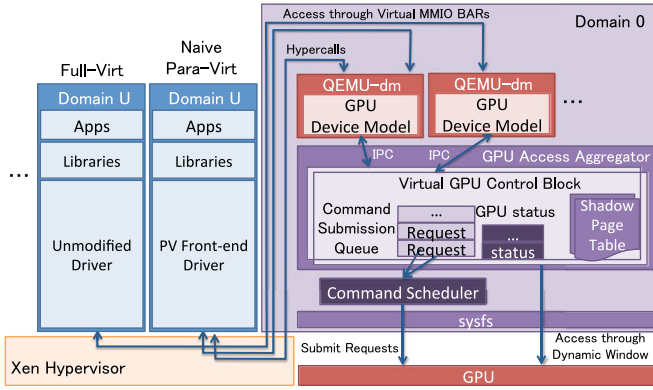 Access through Virtual MMIO BARs
Domain 0
Hypercalls
Full-Virt
Naive
Para-Virt
Domain U
Apps
Libraries
Unmodified
Driver
Domain U
Apps
Libraries
PV Front-end
Driver
...
QEMU-dm
GPU
Device Model
QEMU-dm
GPU
Device Model
...
IPC
IPC
GPU Access Aggregator
Virtual GPU Control Block
Command
Submission
Queue
...
Request
Request
GPU status
...
status
Shadow
Page
Table
Command Scheduler
sysfs
Submit Requests
Access through
Dynamic Window
Xen Hypervisor
GPU